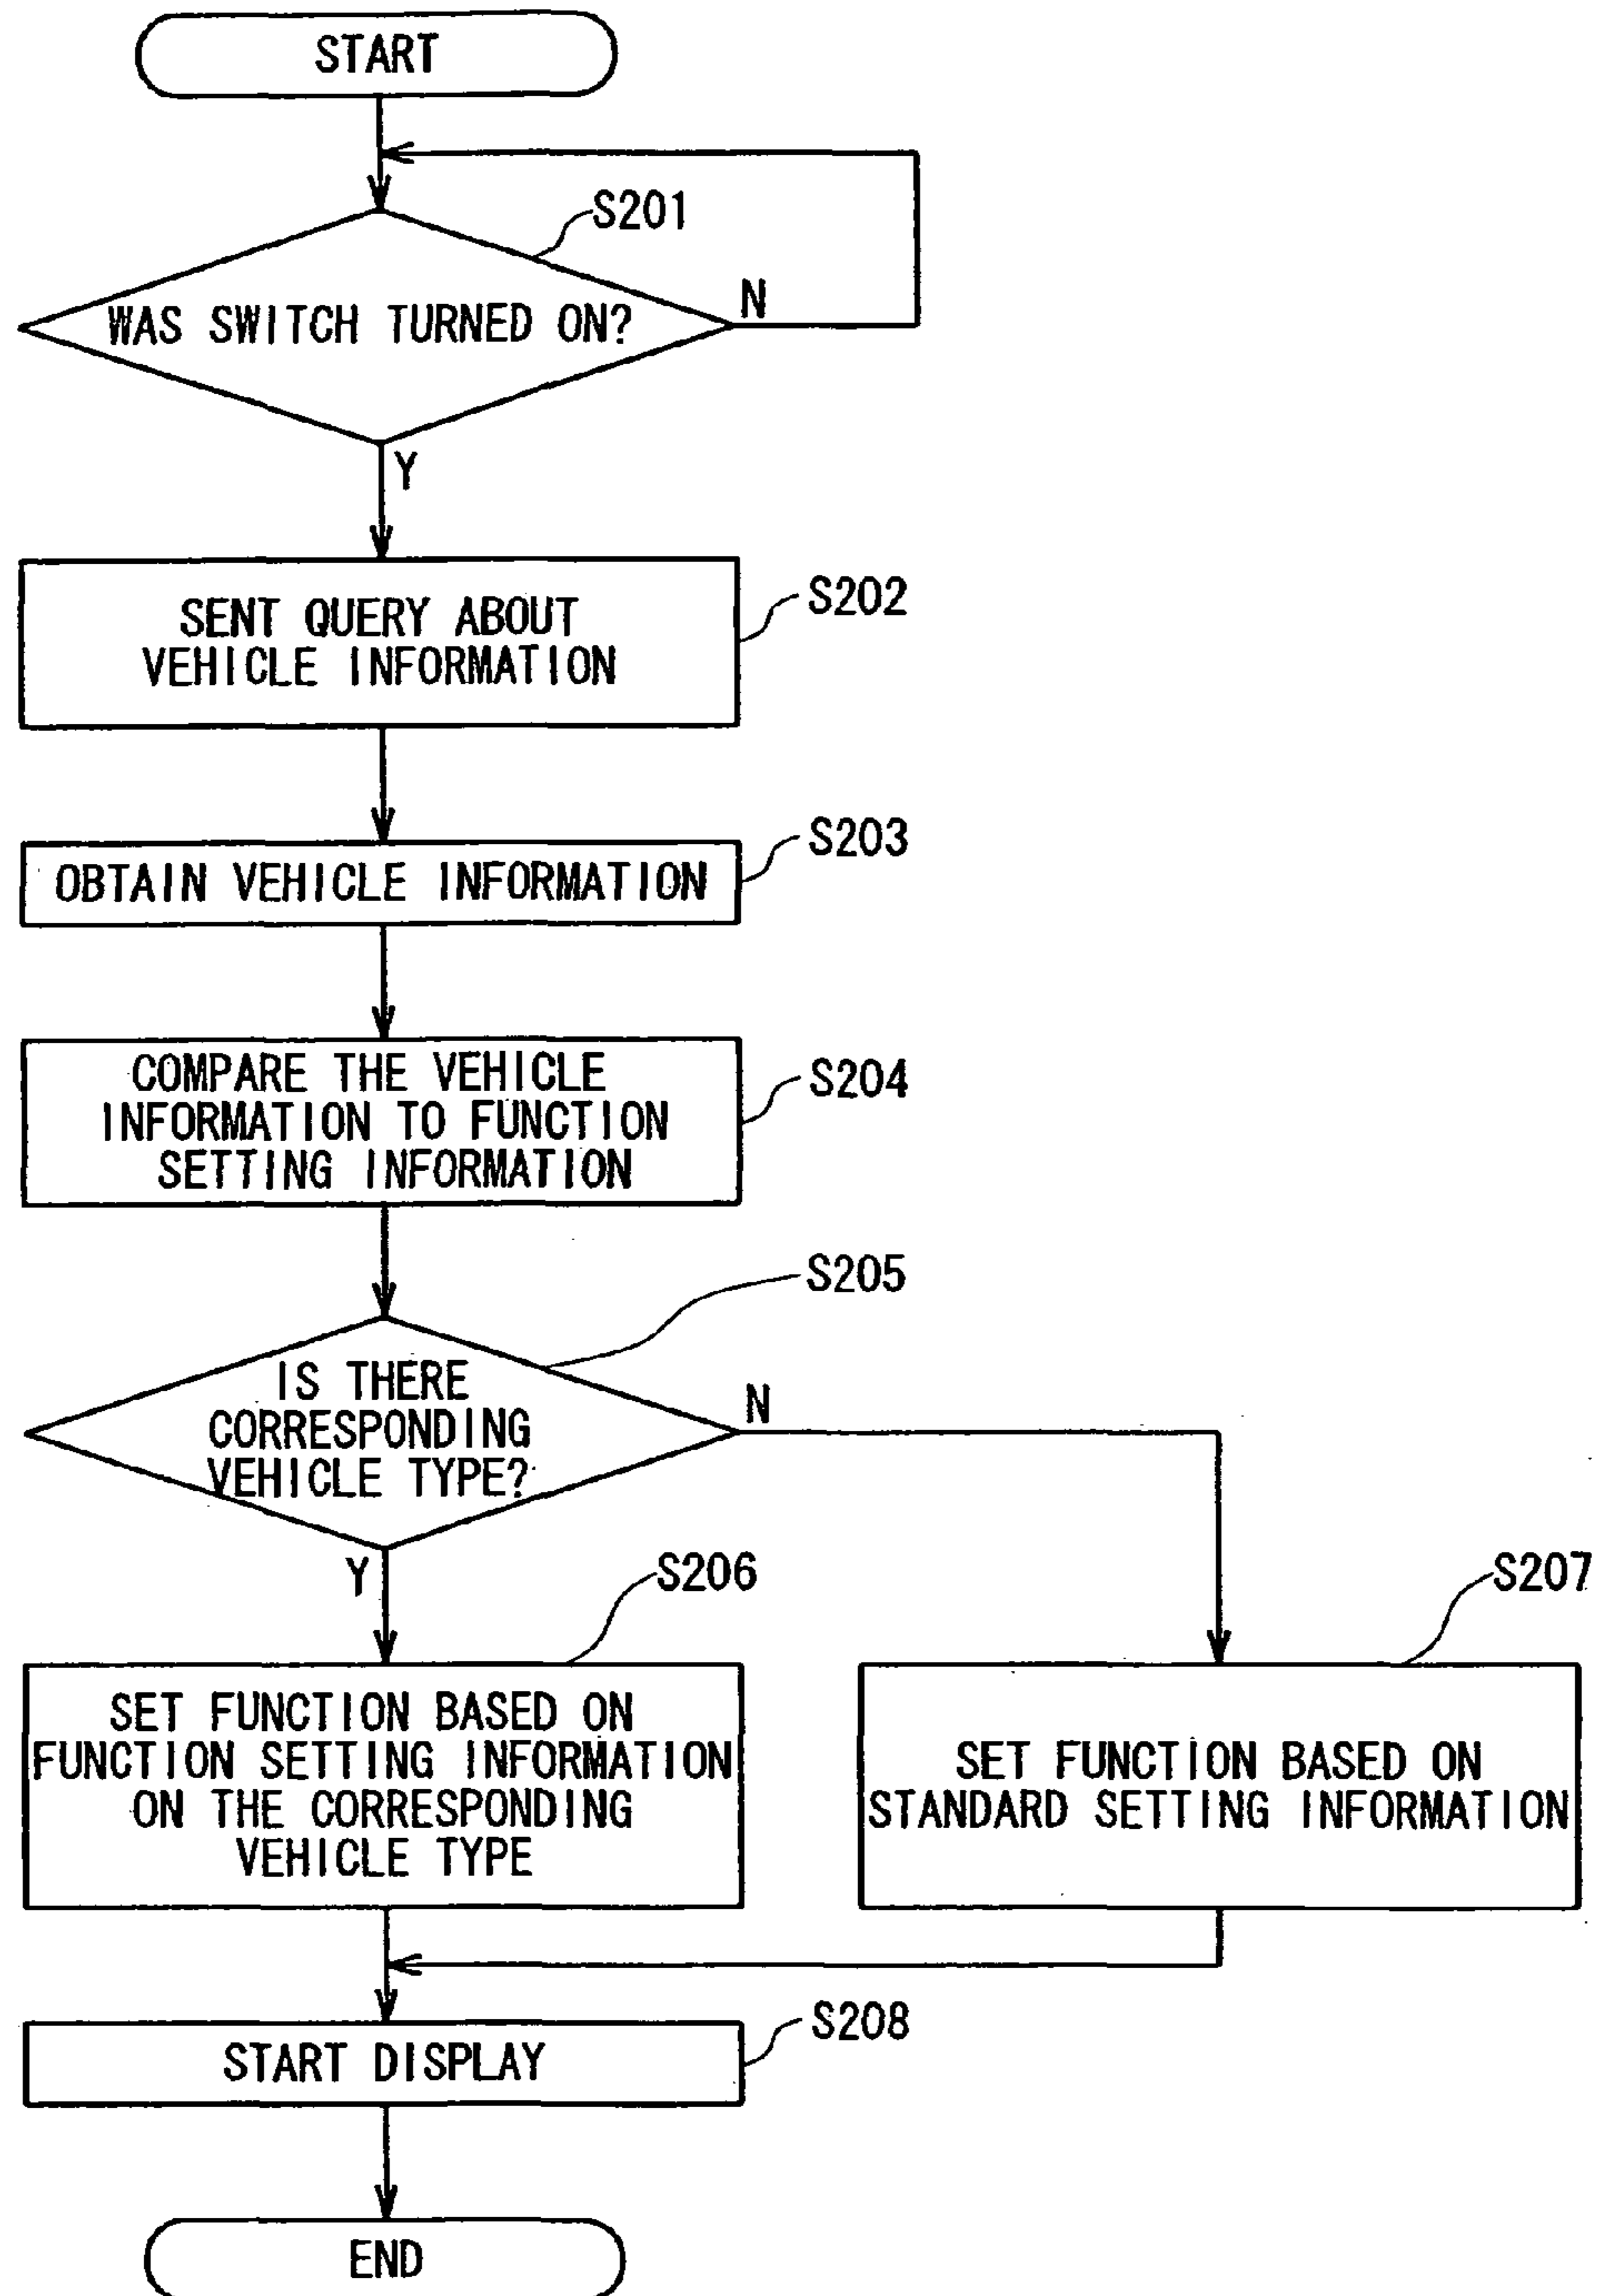 START
S201
WAS SWITCH TURNED ON?
N
Y
SENT QUERY ABOUT
VEHICLE INFORMATION
S202
OBTAIN VEHICLE INFORMATION
S203
COMPARE THE VEHICLE
INFORMATION TO FUNCTION
SETTING INFORMATION
S204
S205
IS THERE
CORRESPONDING
VEHICLE TYPE?
N
Y
S206
SET FUNCTION BASED ON
FUNCTION SETTING INFORMATION
ON THE CORRESPONDING
VEHICLE TYPE
S207
SET FUNCTION BASED ON
STANDARD SETTING INFORMATION
S208
START DISPLAY
END